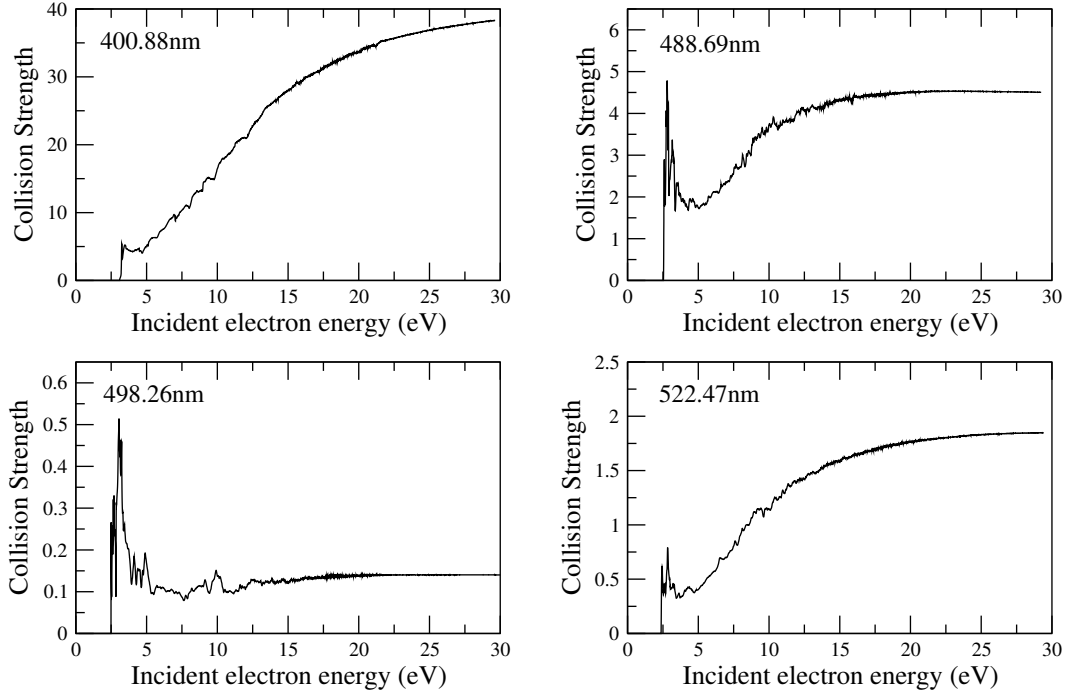 400.88nm
Collision Strength
40
30
20
10
0
0 5 10 15 20 25 30
Incident electron energy (eV)
488.69nm
Collision Strength
6
5
4
3
2
1
0
0 5 10 15 20 25 30
Incident electron energy (eV)
498.26nm
Collision Strength
0.6
0.5
0.4
0.3
0.2
0.1
0
0 5 10 15 20 25 30
Incident electron energy (eV)
522.47nm
Collision Strength
2.5
2
1.5
1
0.5
0
0 5 10 15 20 25 30
Incident electron energy (eV)